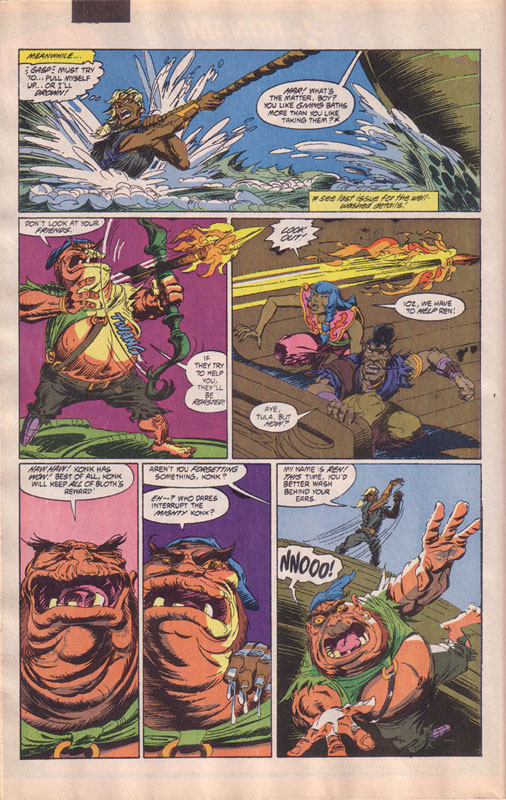 MEANWHILE...
GASP! MUST TRY
TO... PULL MYSELF
UP... OR I'LL
DROWN!
HAR! WHAT'S
THE MATTER, BOY?
YOU LIKE GIVING BATHS
MORE THAN YOU LIKE
TAKING THEM?*
* see last issue for the well-
washed details!
DON'T LOOK AT YOUR
FRIENDS.
TWANG
IF
THEY TRY
TO HELP
YOU,
THEY'LL
BE
ROASTED!
LOOK
OUT!
IOZ, WE
HAVE TO
HELP REN!
AYE,
TULA. BUT
HOW?
HAW HAW! KONK HAS
WON! BEST OF ALL, KONK
WILL KEEP ALL OF BLOTH'S
REWARD!
AREN'T YOU FORGETTING
SOMETHING, KONK?
EH--? WHO DARES
INTERRUPT THE
MIGHTY KONK?
MY NAME IS REN!
THIS TIME, YOU'D
BETTER WASH
BEHIND YOUR
EARS.
NNOOO!